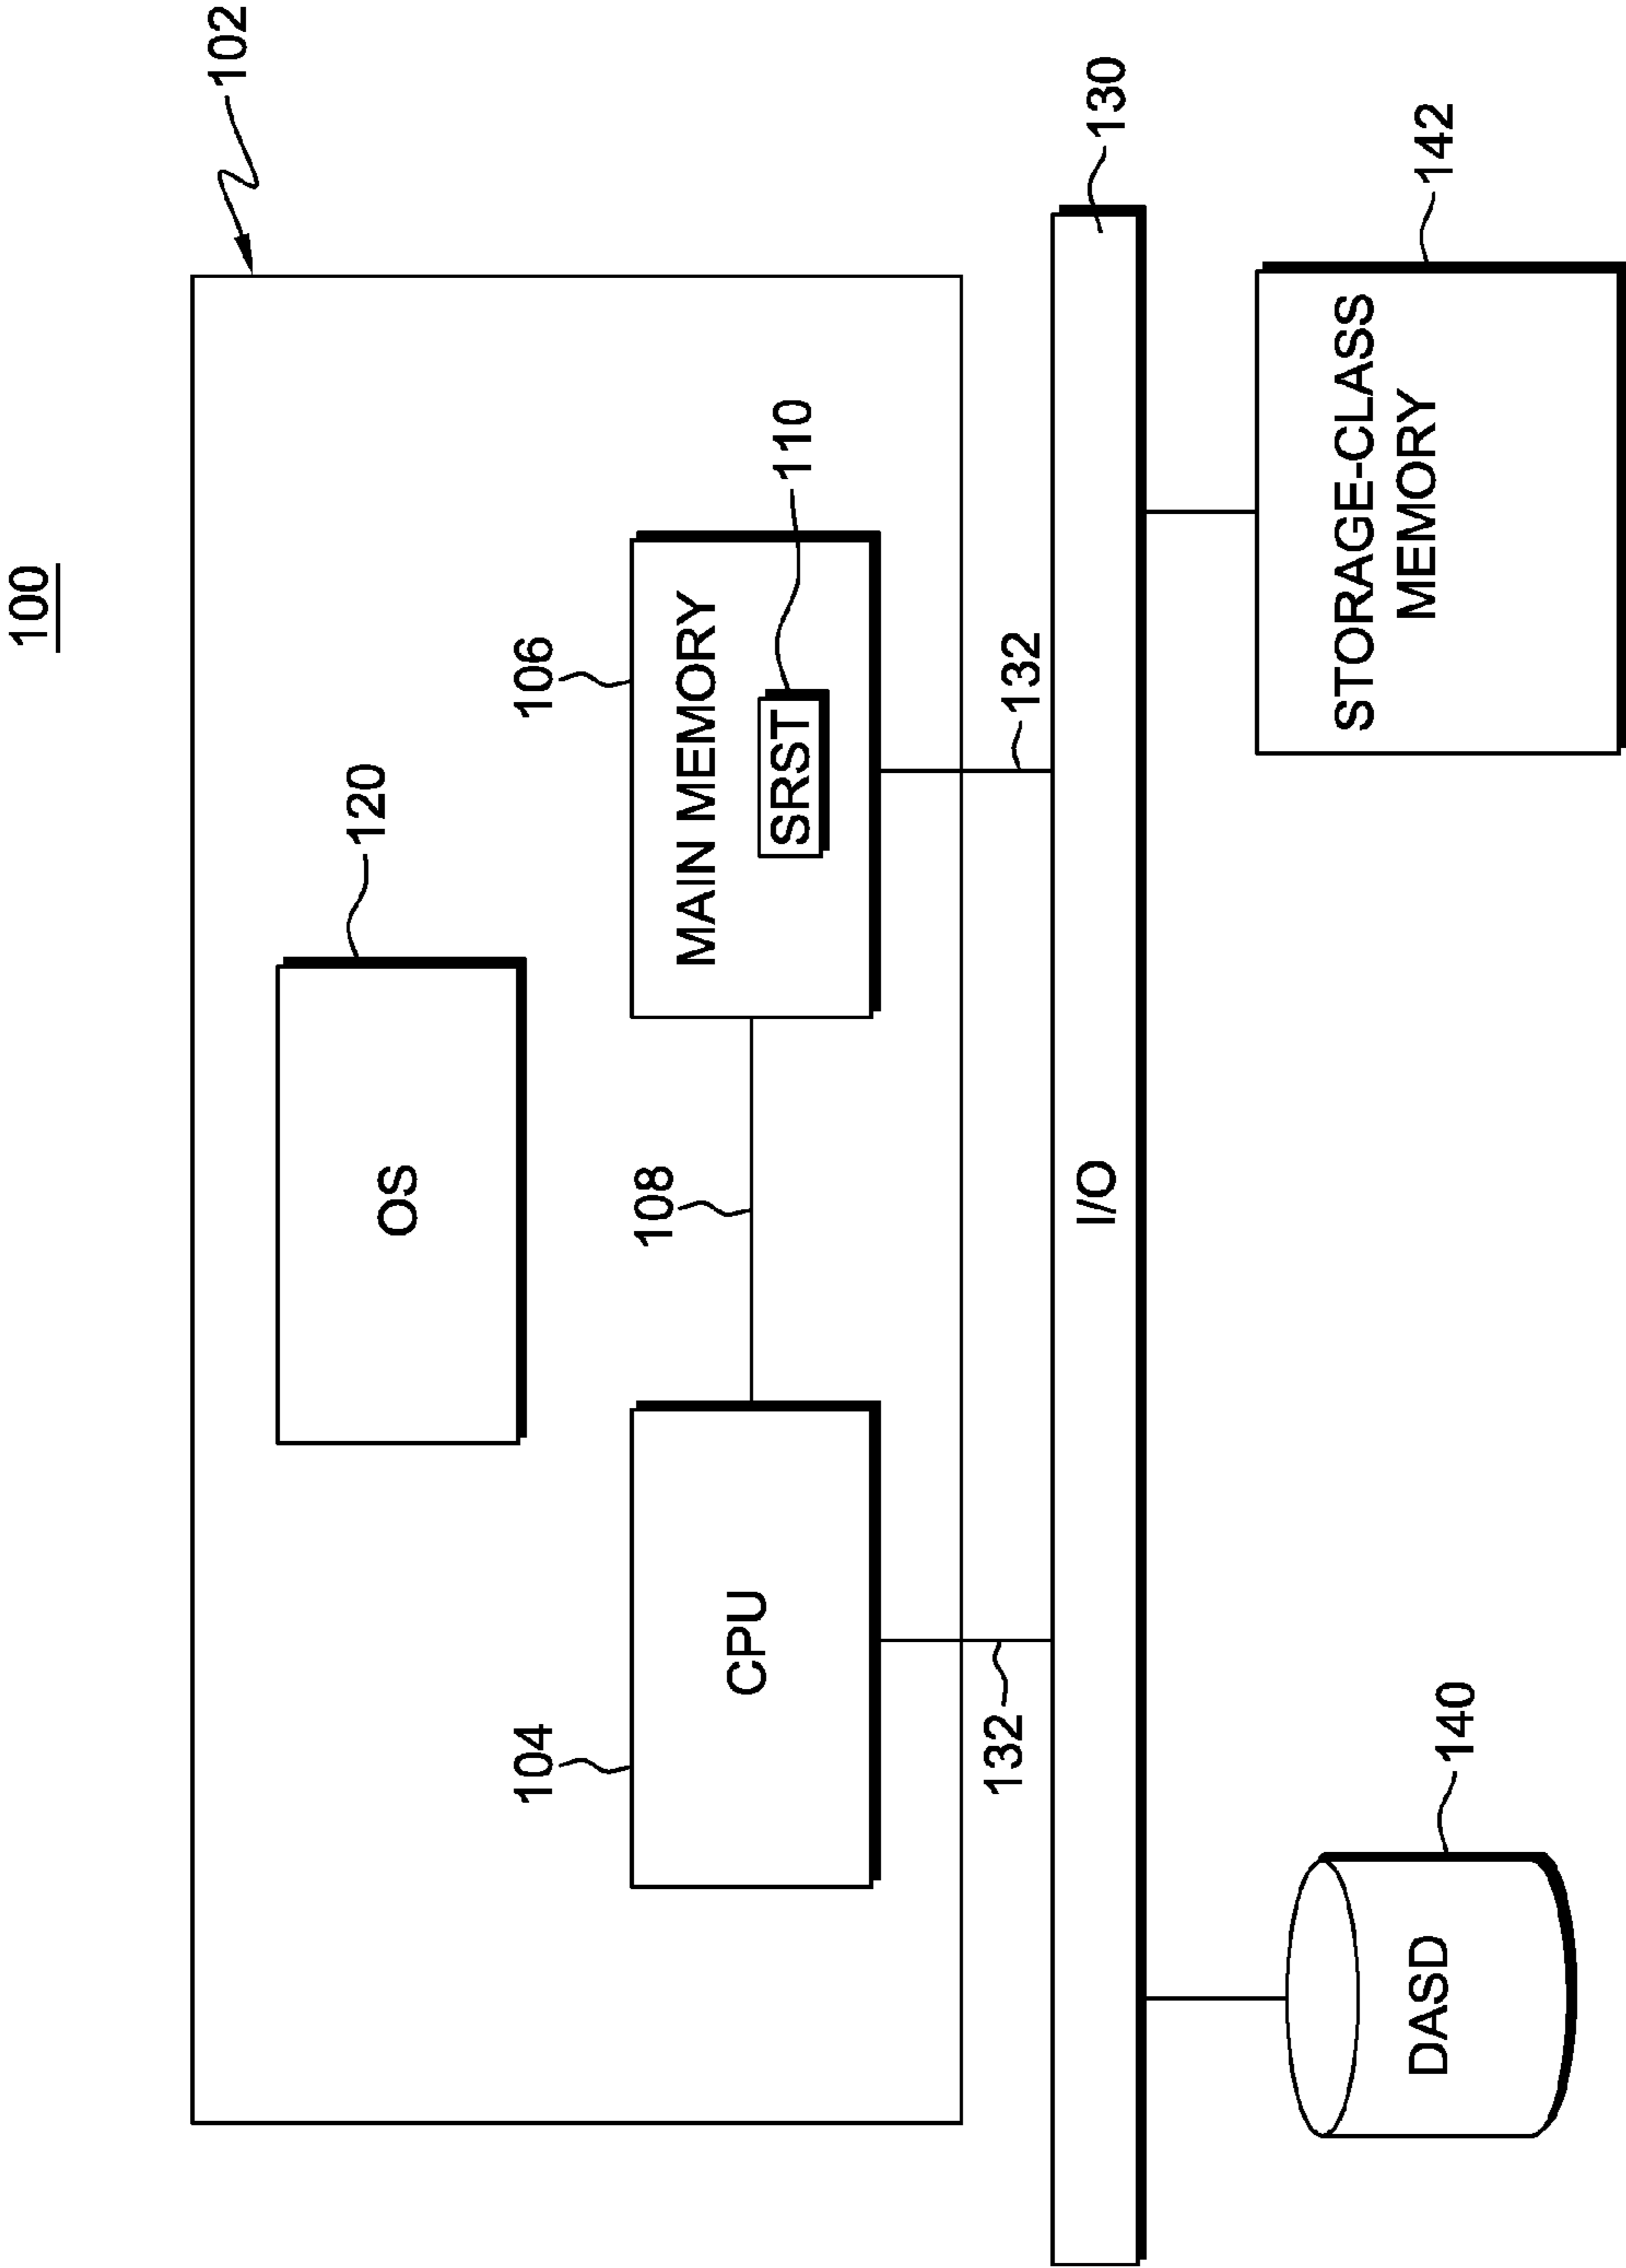 100
102
120
OS
104
106
108
CPU
MAIN MEMORY
SRST
110
132
132
I/O
130
140
DASD
142
STORAGE-CLASS
MEMORY